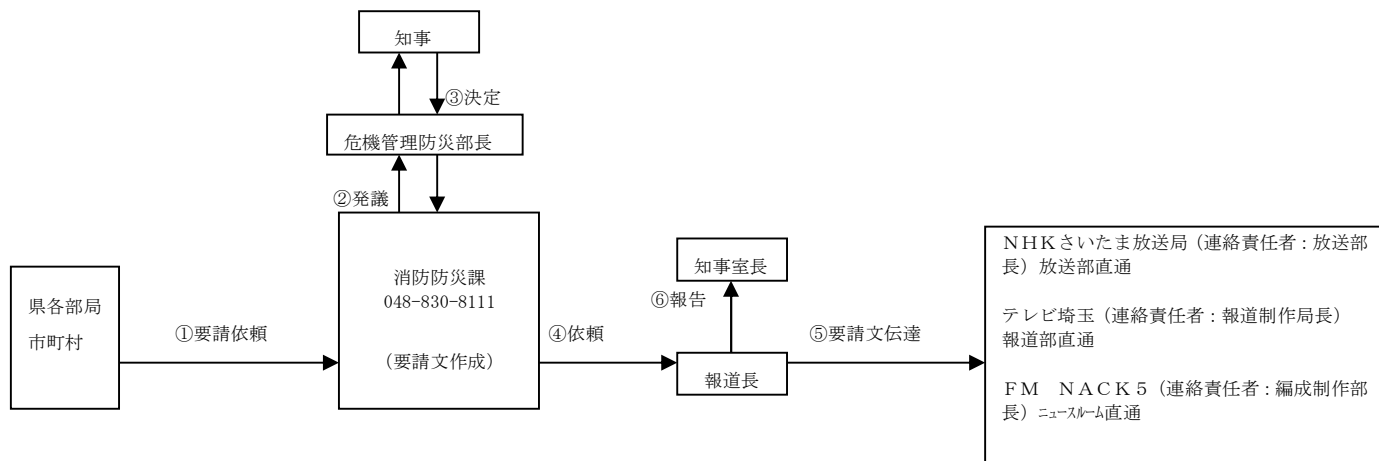 知事
③決定
危機管理防災部長
②発議
消防防災課
048-830-8111
(要請文作成)
県各部局
市町村
①要請依頼
④依頼
知事室長
⑥報告
報道長
⑤要請文伝達
NHKさいたま放送局(連絡責任者:放送部
長)放送部直通
テレビ埼玉(連絡責任者:報道制作局長)
報道部直通
FM NACK5(連絡責任者:編成制作部
長)ニュースルーム直通